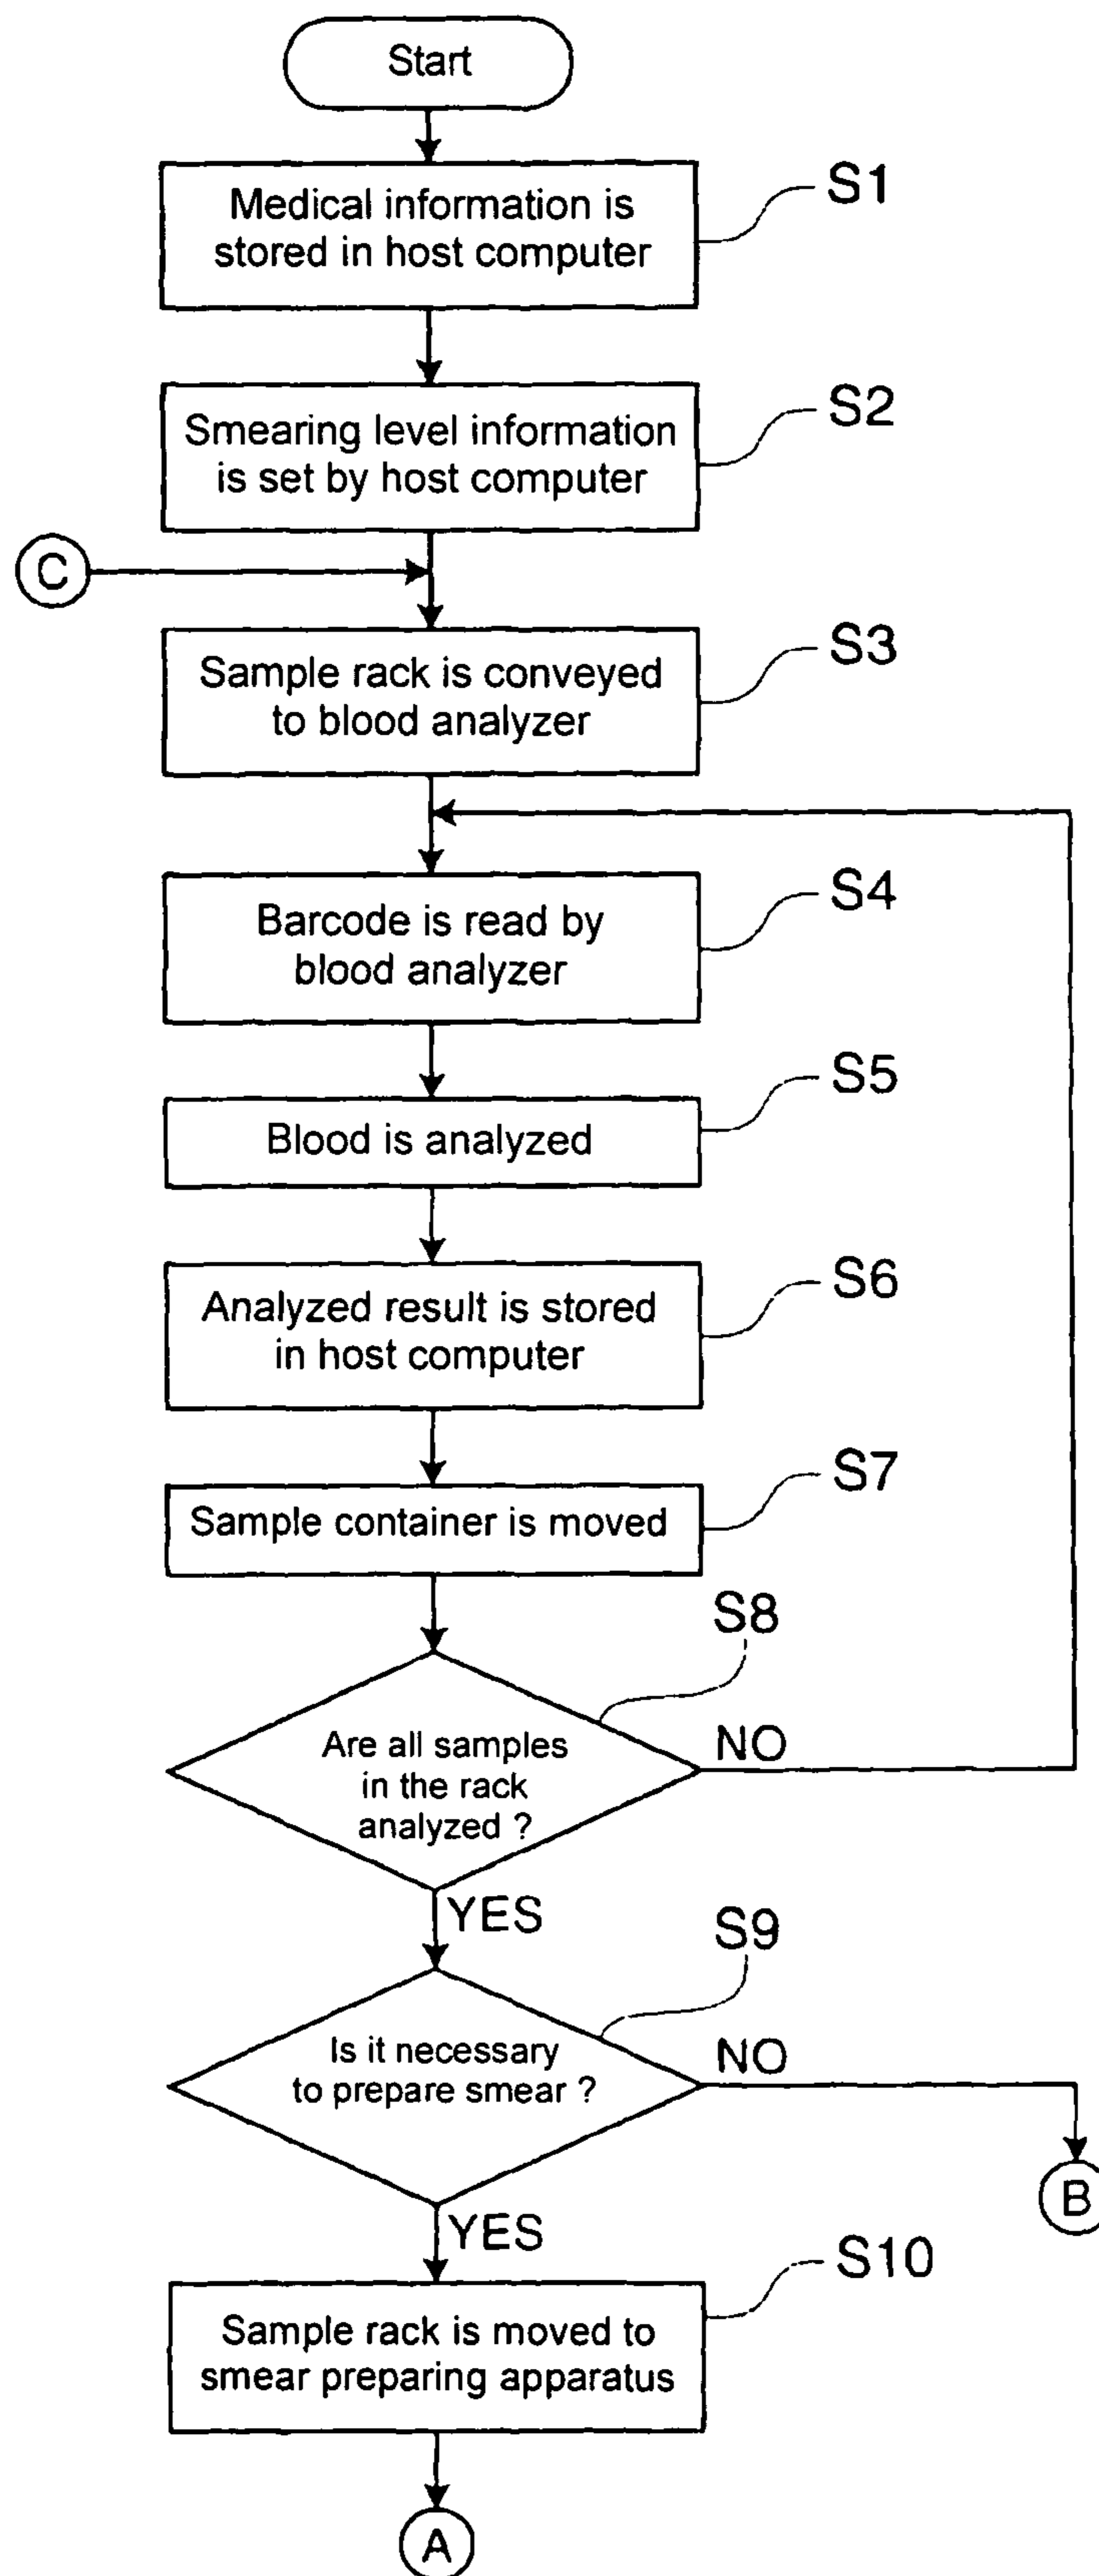 Start
Medical information is
stored in host computer
S1
Smearing level information
is set by host computer
S2
C
Sample rack is conveyed
to blood analyzer
S3
Barcode is read by
blood analyzer
S4
Blood is analyzed
S5
Analyzed result is stored
in host computer
S6
Sample container is moved
S7
S8
Are all samples
in the rack
analyzed ?
NO
YES
S9
Is it necessary
to prepare smear ?
NO
B
YES
S10
Sample rack is moved to
smear preparing apparatus
A